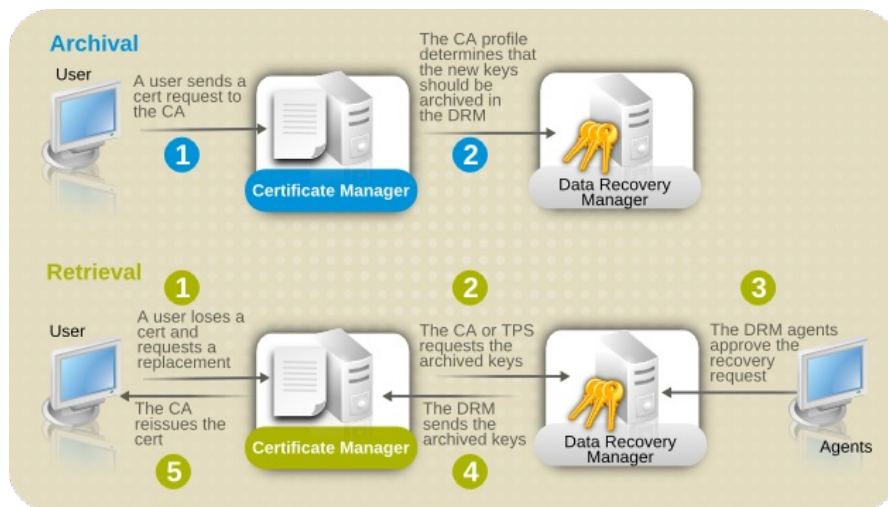 Archival
User
A user sends a
cert request to
the CA
1
The CA profile
determines that
the new keys
should be
archived in
the DRM
2
Certificate Manager
Data Recovery
Manager
Retrieval
1
2
3
User
A user loses a
cert and
requests a
replacement
The CA or TPS
requests the
archived keys
The DRM agents
approve the
recovery
request
The CA
reissues the
cert
The DRM
sends the
archived keys
Certificate Manager
Data Recovery
Manager
Agents
5
4